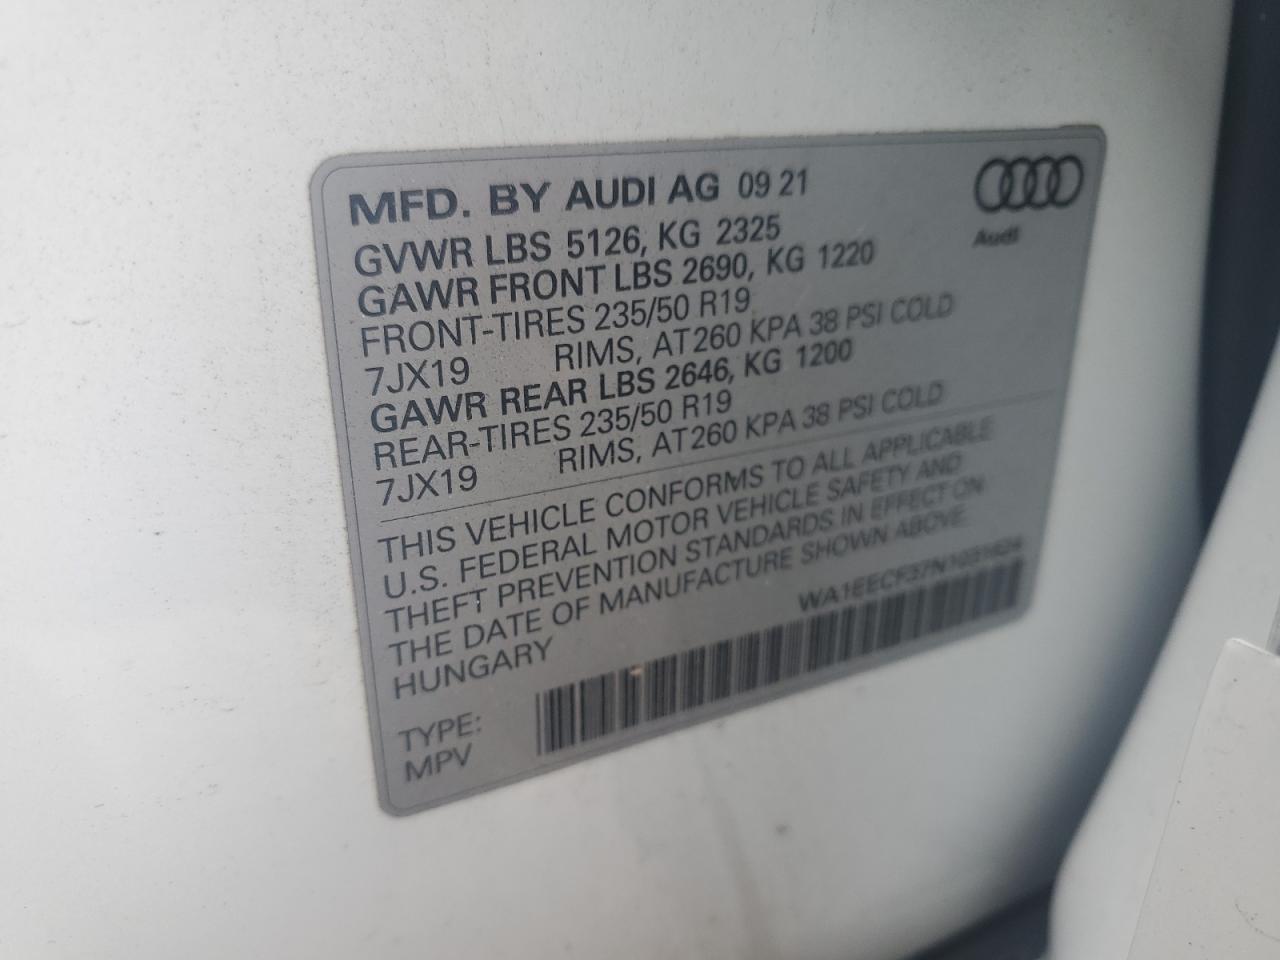 MFD. BY AUDI AG 09 21
Audi
GVWR LBS 5126, KG 2325
GAWR FRONT LBS 2690, KG 1220
FRONT-TIRES 235/50 R19
7JX19 RIMS, AT260 KPA 38 PSI COLD
GAWR REAR LBS 2646, KG 1200
REAR-TIRES 235/50 R19
7JX19 RIMS, AT260 KPA 38 PSI COLD
THIS VEHICLE CONFORMS TO ALL APPLICABLE
U.S. FEDERAL MOTOR VEHICLE SAFETY AND
THEFT PREVENTION STANDARDS IN EFFECT ON
THE DATE OF MANUFACTURE SHOWN ABOVE.
HUNGARY
TYPE:
MPV